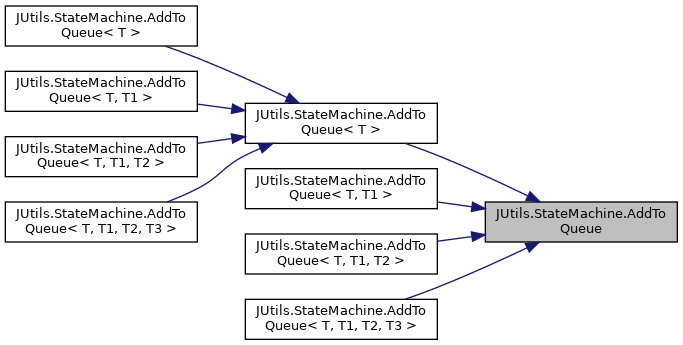 JUtils.StateMachine.AddTo
Queue< T >
JUtils.StateMachine.AddTo
Queue< T, T1 >
JUtils.StateMachine.AddTo
Queue< T, T1, T2 >
JUtils.StateMachine.AddTo
Queue< T, T1, T2, T3 >
JUtils.StateMachine.AddTo
Queue< T >
JUtils.StateMachine.AddTo
Queue< T, T1 >
JUtils.StateMachine.AddTo
Queue< T, T1, T2 >
JUtils.StateMachine.AddTo
Queue< T, T1, T2, T3 >
JUtils.StateMachine.AddTo
Queue